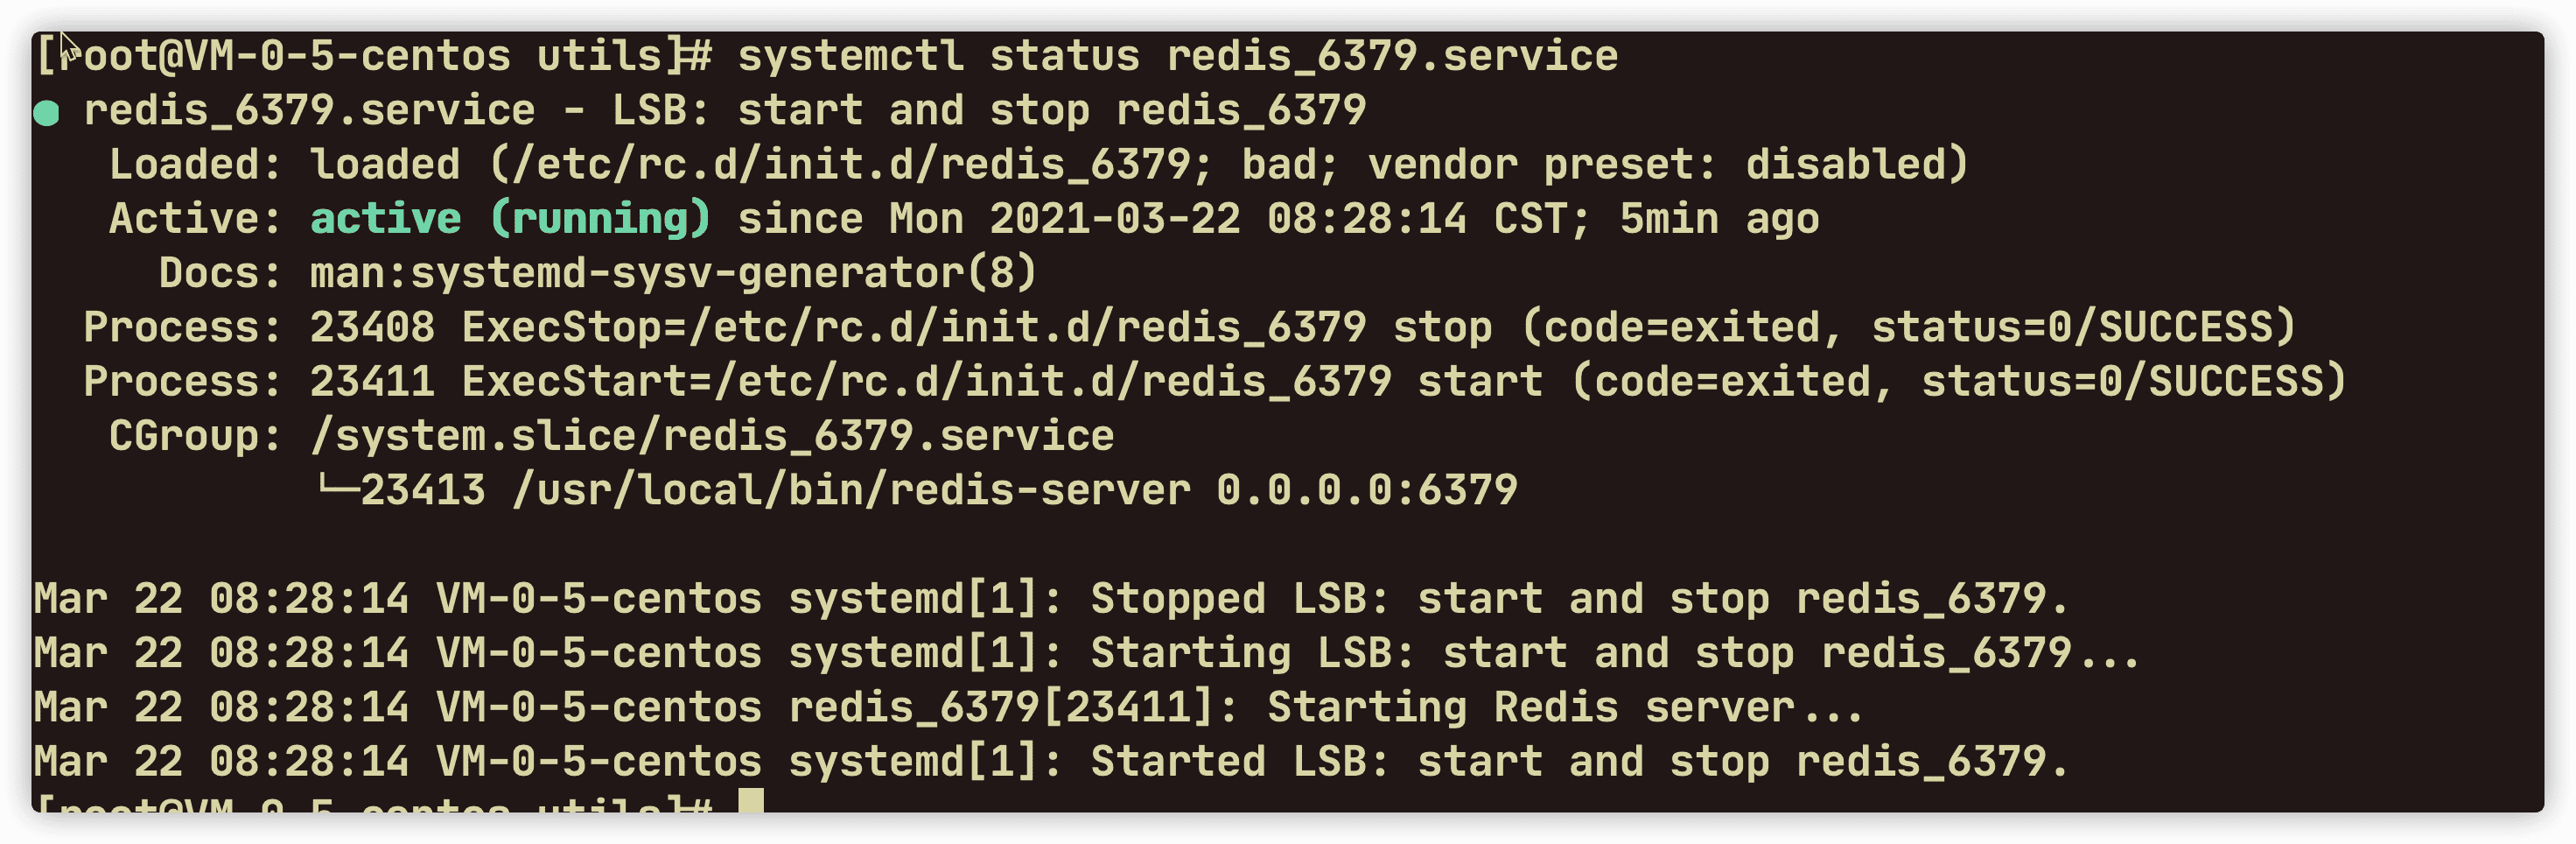 [root@VM-0-5-centos utils]# systemctl status redis_6379.service
● redis_6379.service - LSB: start and stop redis_6379
   Loaded: loaded (/etc/rc.d/init.d/redis_6379; bad; vendor preset: disabled)
   Active: active (running) since Mon 2021-03-22 08:28:14 CST; 5min ago
     Docs: man:systemd-sysv-generator(8)
  Process: 23408 ExecStop=/etc/rc.d/init.d/redis_6379 stop (code=exited, status=0/SUCCESS)
  Process: 23411 ExecStart=/etc/rc.d/init.d/redis_6379 start (code=exited, status=0/SUCCESS)
   CGroup: /system.slice/redis_6379.service
           └─23413 /usr/local/bin/redis-server 0.0.0.0:6379
Mar 22 08:28:14 VM-0-5-centos systemd[1]: Stopped LSB: start and stop redis_6379.
Mar 22 08:28:14 VM-0-5-centos systemd[1]: Starting LSB: start and stop redis_6379...
Mar 22 08:28:14 VM-0-5-centos redis_6379[23411]: Starting Redis server...
Mar 22 08:28:14 VM-0-5-centos systemd[1]: Started LSB: start and stop redis_6379.
[root@VM-0-5-centos utils]#